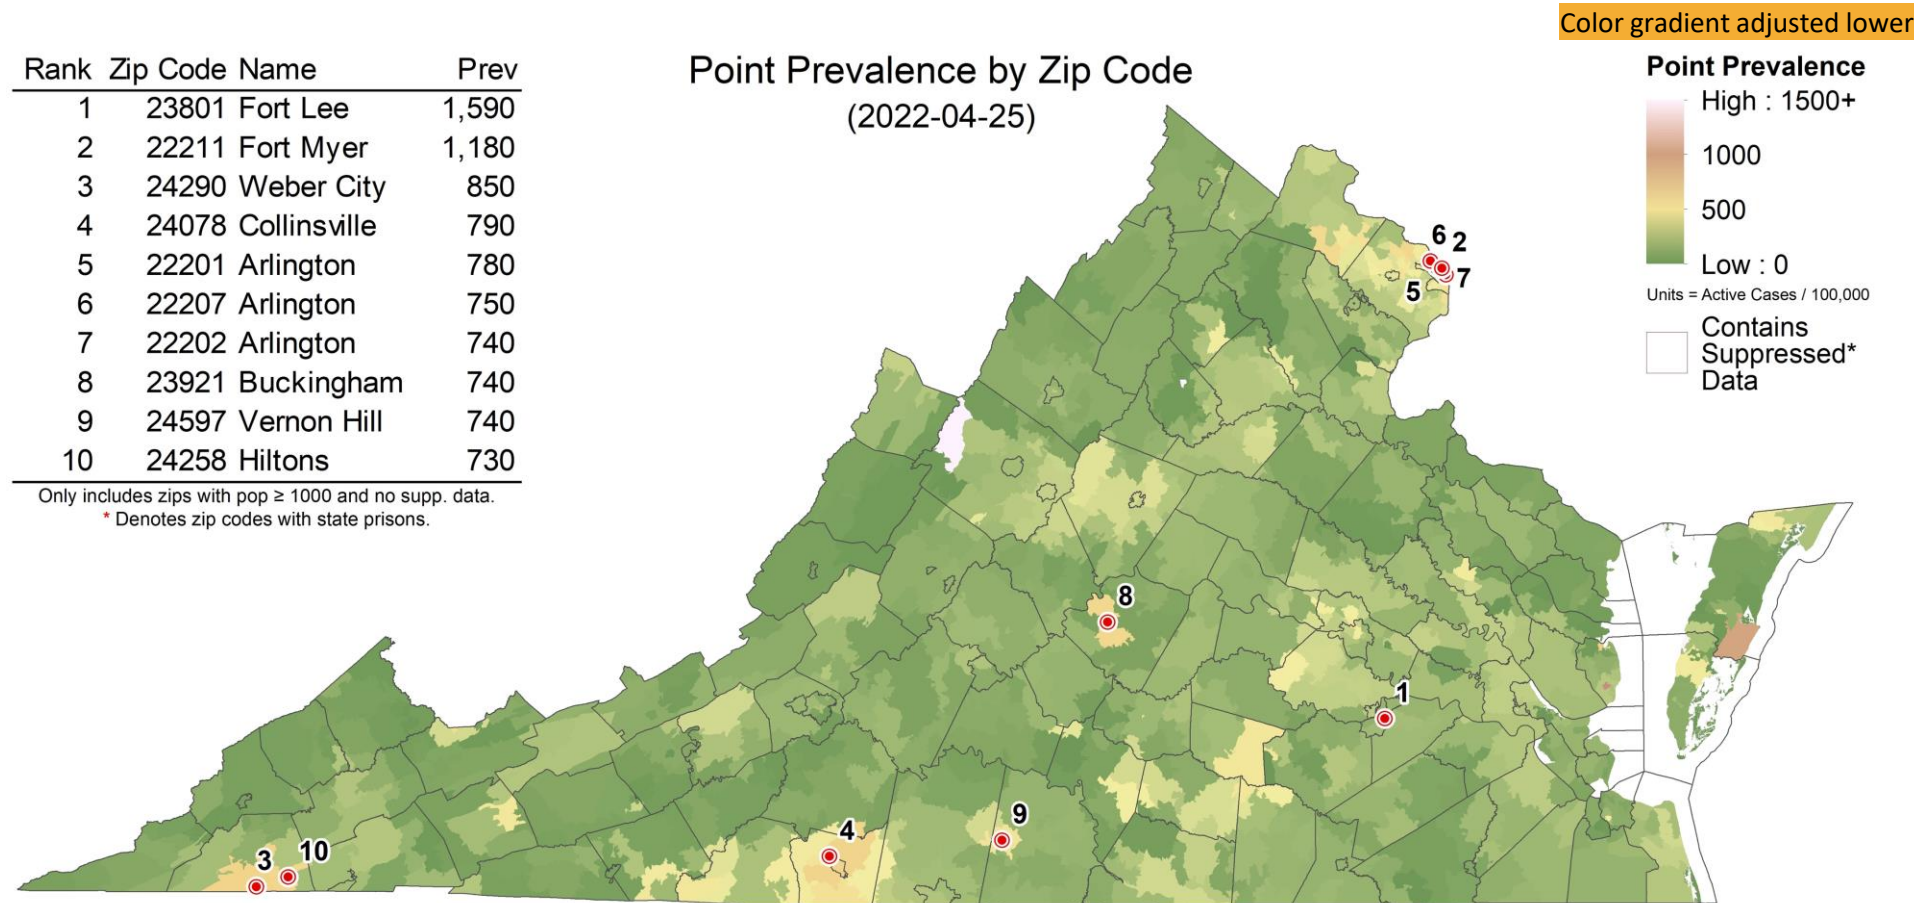 Color gradient adjusted lower
Rank Zip Code Name Prev
1 23801 Fort Lee 1,590
2 22211 Fort Myer 1,180
3 24290 Weber City 850
4 24078 Collinsville 790
5 22201 Arlington 780
6 22207 Arlington 750
7 22202 Arlington 740
8 23921 Buckingham 740
9 24597 Vernon Hill 740
10 24258 Hiltons 730
Only includes zips with pop ≥ 1000 and no supp. data.
* Denotes zip codes with state prisons.
Point Prevalence by Zip Code
(2022-04-25)
Point Prevalence
High : 1500+
1000
500
Low : 0
Units = Active Cases / 100,000
Contains
Suppressed*
Data
6 2
7
5
8
1
9
4
3 10